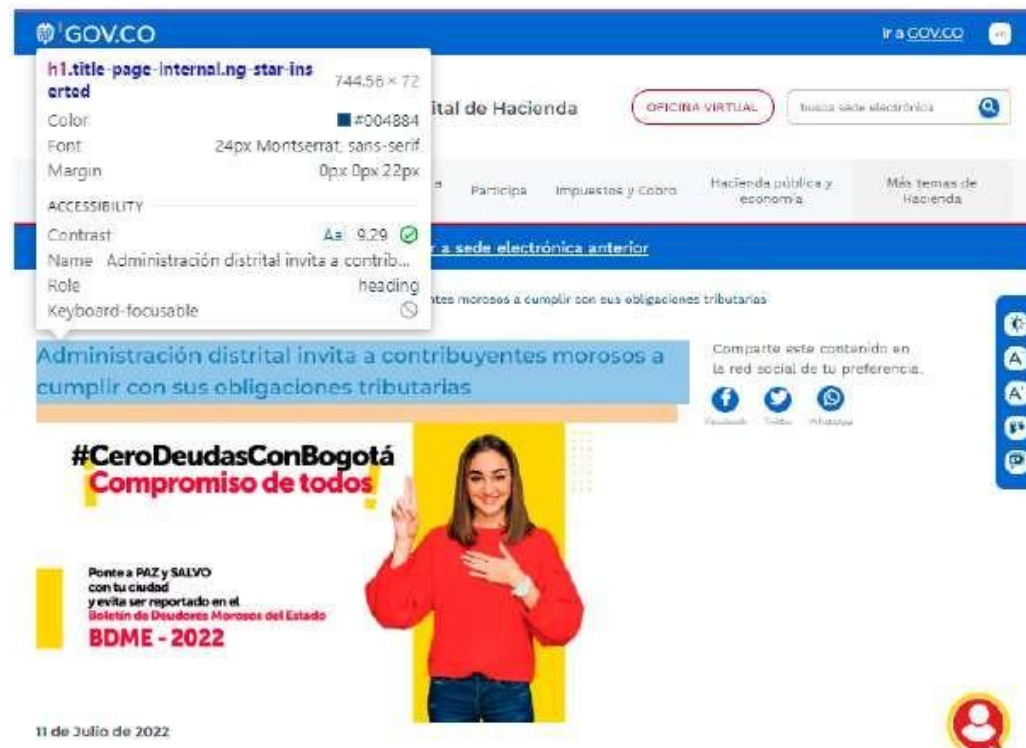 GOV.CO
Ir a GOV.CO
h1.title-page-internal.ng-star-ins
erted
744.56 × 72
Color #004884
Font 24px Montserrat, sans-serif
Margin 0px 0px 22px
ACCESSIBILITY
Contrast Aa 9.29
Name Administración distrital invita a contrib...
Role heading
Keyboard-focusable
ital de Hacienda
OFICINA VIRTUAL
busca sede electrónica
a
Participa
Impuestos y Cobro
Hacienda pública y
economía
Más temas de
Hacienda
r a sede electrónica anterior
ntes morosos a cumplir con sus obligaciones tributarias
Administración distrital invita a contribuyentes morosos a
cumplir con sus obligaciones tributarias
Comparte este contenido en
la red social de tu preferencia.
Facebook Twitter WhatsApp
#CeroDeudasConBogotá
Compromiso de todos
Ponte a PAZ y SALVO
con tu ciudad
y evita ser reportado en el
Boletín de Deudores Morosos del Estado
BDME - 2022
11 de Julio de 2022